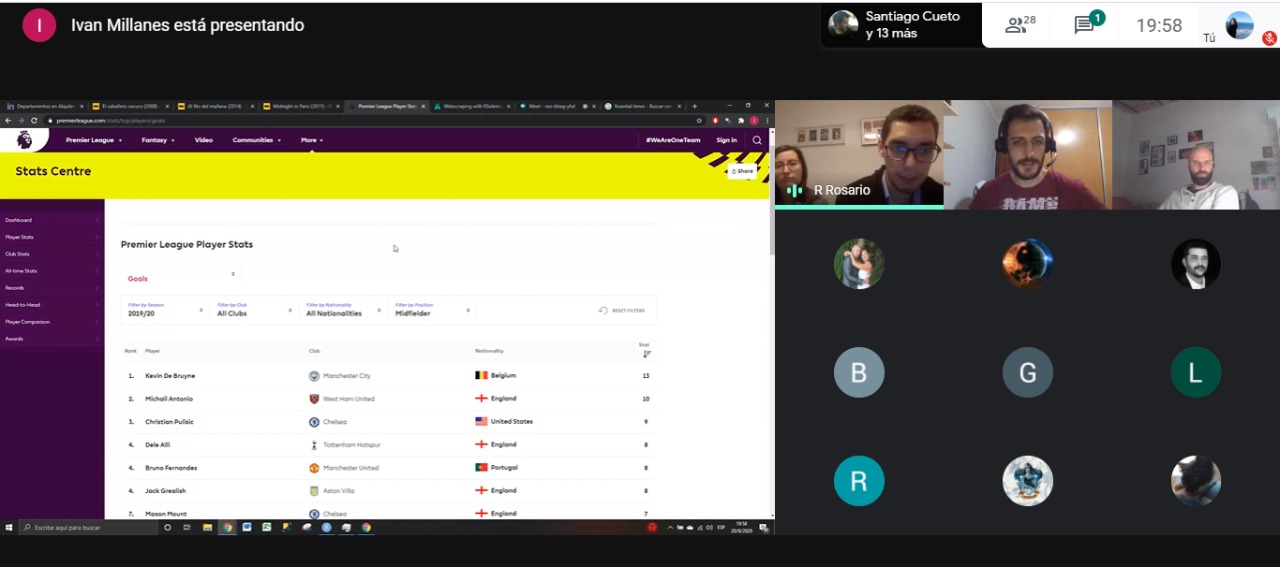 I
Ivan Millanes está presentando
Santiago Cueto
y 13 más
28
1
19:58
Tú
Departamentos en Alquiler
El caballero oscuro (2008)
Al filo del mañana (2014)
Midnight in Paris (2011)
Premier League Player Stats
Webscraping with RSelenium
premierleague.com/stats/top/players/goals
Premier League
Fantasy
Video
Communities
More
#WeAreOneTeam
Sign in
Stats Centre
Share
Dashboard
Player Stats
Club Stats
All-time Stats
Records
Head-to-Head
Player Comparison
Awards
Premier League Player Stats
Goals
Filter by Season
2019/20
Filter by Club
All Clubs
Filter by Nationality
All Nationalities
Filter by Position
Midfielder
RESET FILTERS
Rank Player Club Nationality Stat
1. Kevin De Bruyne Manchester City Belgium 13
2. Michail Antonio West Ham United England 10
3. Christian Pulisic Chelsea United States 9
4. Dele Alli Tottenham Hotspur England 8
4. Bruno Fernandes Manchester United Portugal 8
4. Jack Grealish Aston Villa England 8
7. Mason Mount Chelsea England 7
Escribe aquí para buscar
ESP
19:58
20/8/2020
R Rosario
B
G
L
R